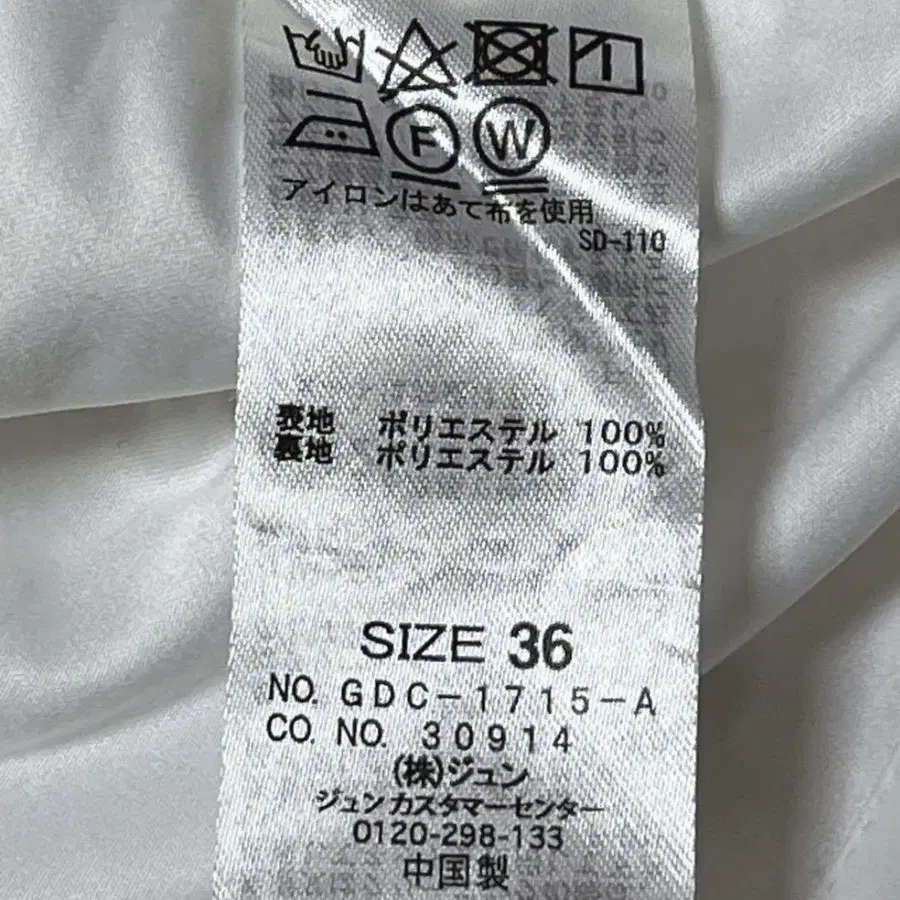 F W
アイロンはあて布を使用
SD-110
表地 ポリエステル 100%
裏地 ポリエステル 100%
SIZE 36
NO. GDC-1715-A
CO. NO. 30914
(株)ジュン
ジュン カスタマーセンター
0120-298-133
中国製